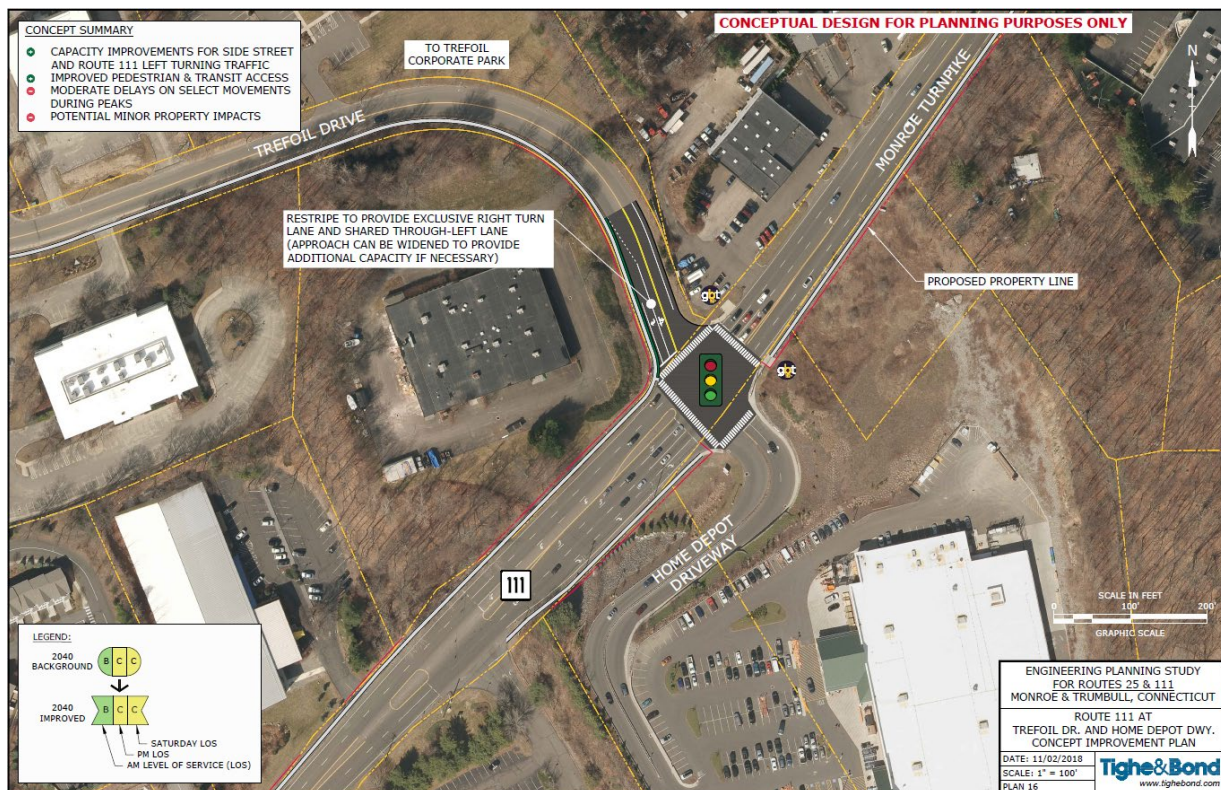 CONCEPTUAL DESIGN FOR PLANNING PURPOSES ONLY
CONCEPT SUMMARY
CAPACITY IMPROVEMENTS FOR SIDE STREET
AND ROUTE 111 LEFT TURNING TRAFFIC
IMPROVED PEDESTRIAN & TRANSIT ACCESS
MODERATE DELAYS ON SELECT MOVEMENTS
DURING PEAKS
POTENTIAL MINOR PROPERTY IMPACTS
TO TREFOIL
CORPORATE PARK
N
TREFOIL DRIVE
MONROE TURNPIKE
RESTRIPE TO PROVIDE EXCLUSIVE RIGHT TURN
LANE AND SHARED THROUGH-LEFT LANE
(APPROACH CAN BE WIDENED TO PROVIDE
ADDITIONAL CAPACITY IF NECESSARY)
PROPOSED PROPERTY LINE
gbt
gbt
HOME DEPOT
DRIVEWAY
111
SCALE IN FEET
0 100' 200'
GRAPHIC SCALE
LEGEND:
2040
BACKGROUND
B C C
2040
IMPROVED
B C C
SATURDAY LOS
PM LOS
AM LEVEL OF SERVICE (LOS)
ENGINEERING PLANNING STUDY
FOR ROUTES 25 & 111
MONROE & TRUMBULL, CONNECTICUT
ROUTE 111 AT
TREFOIL DR. AND HOME DEPOT DWY.
CONCEPT IMPROVEMENT PLAN
DATE: 11/02/2018
SCALE: 1" = 100'
PLAN 16
Tighe&Bond
www.tighebond.com